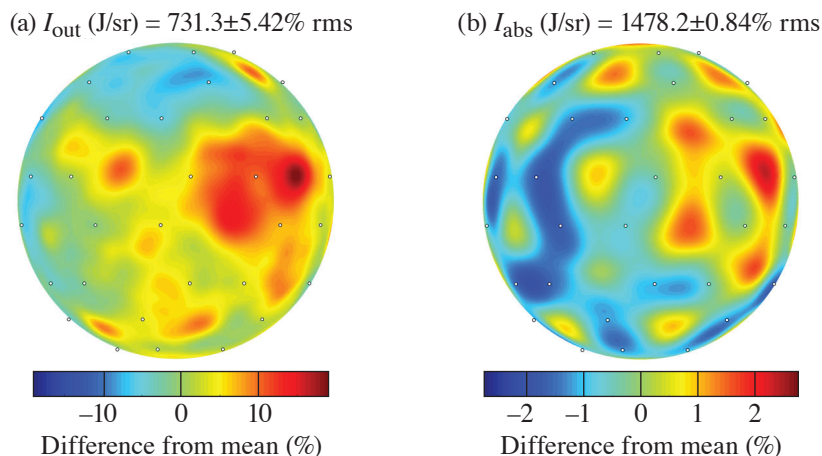 (a) I_out (J/sr) = 731.3±5.42% rms
(b) I_abs (J/sr) = 1478.2±0.84% rms
–10 0 10
Difference from mean (%)
–2 –1 0 1 2
Difference from mean (%)